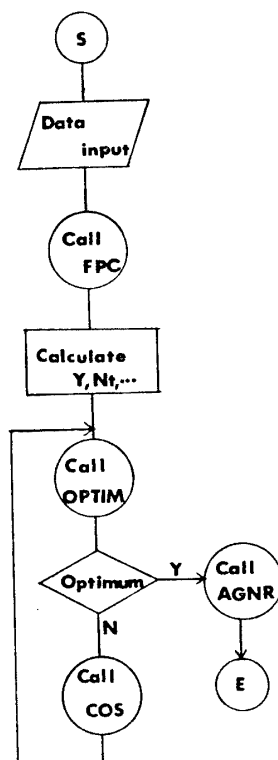 S
Data
input
Call
FPC
Calculate
Y,Nt,...
Call
OPTIM
Optimum
Y
Call
AGNR
N
E
Call
COS